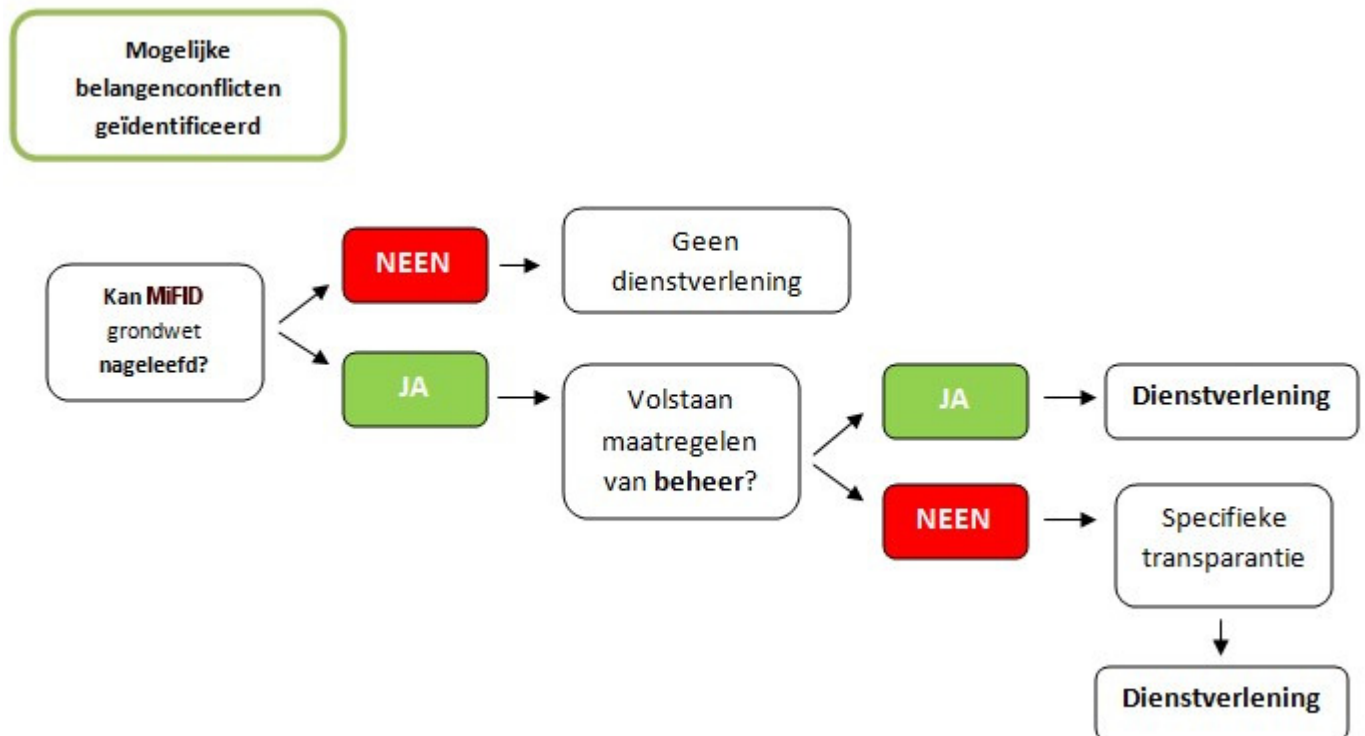 Mogelijke
belangenconflicten
geïdentificeerd
NEEN
Geen
dienstverlening
Kan MiFID
grondwet
nageleefd?
JA
Volstaan
maatregelen
van beheer?
JA
Dienstverlening
NEEN
Specifieke
transparantie
Dienstverlening